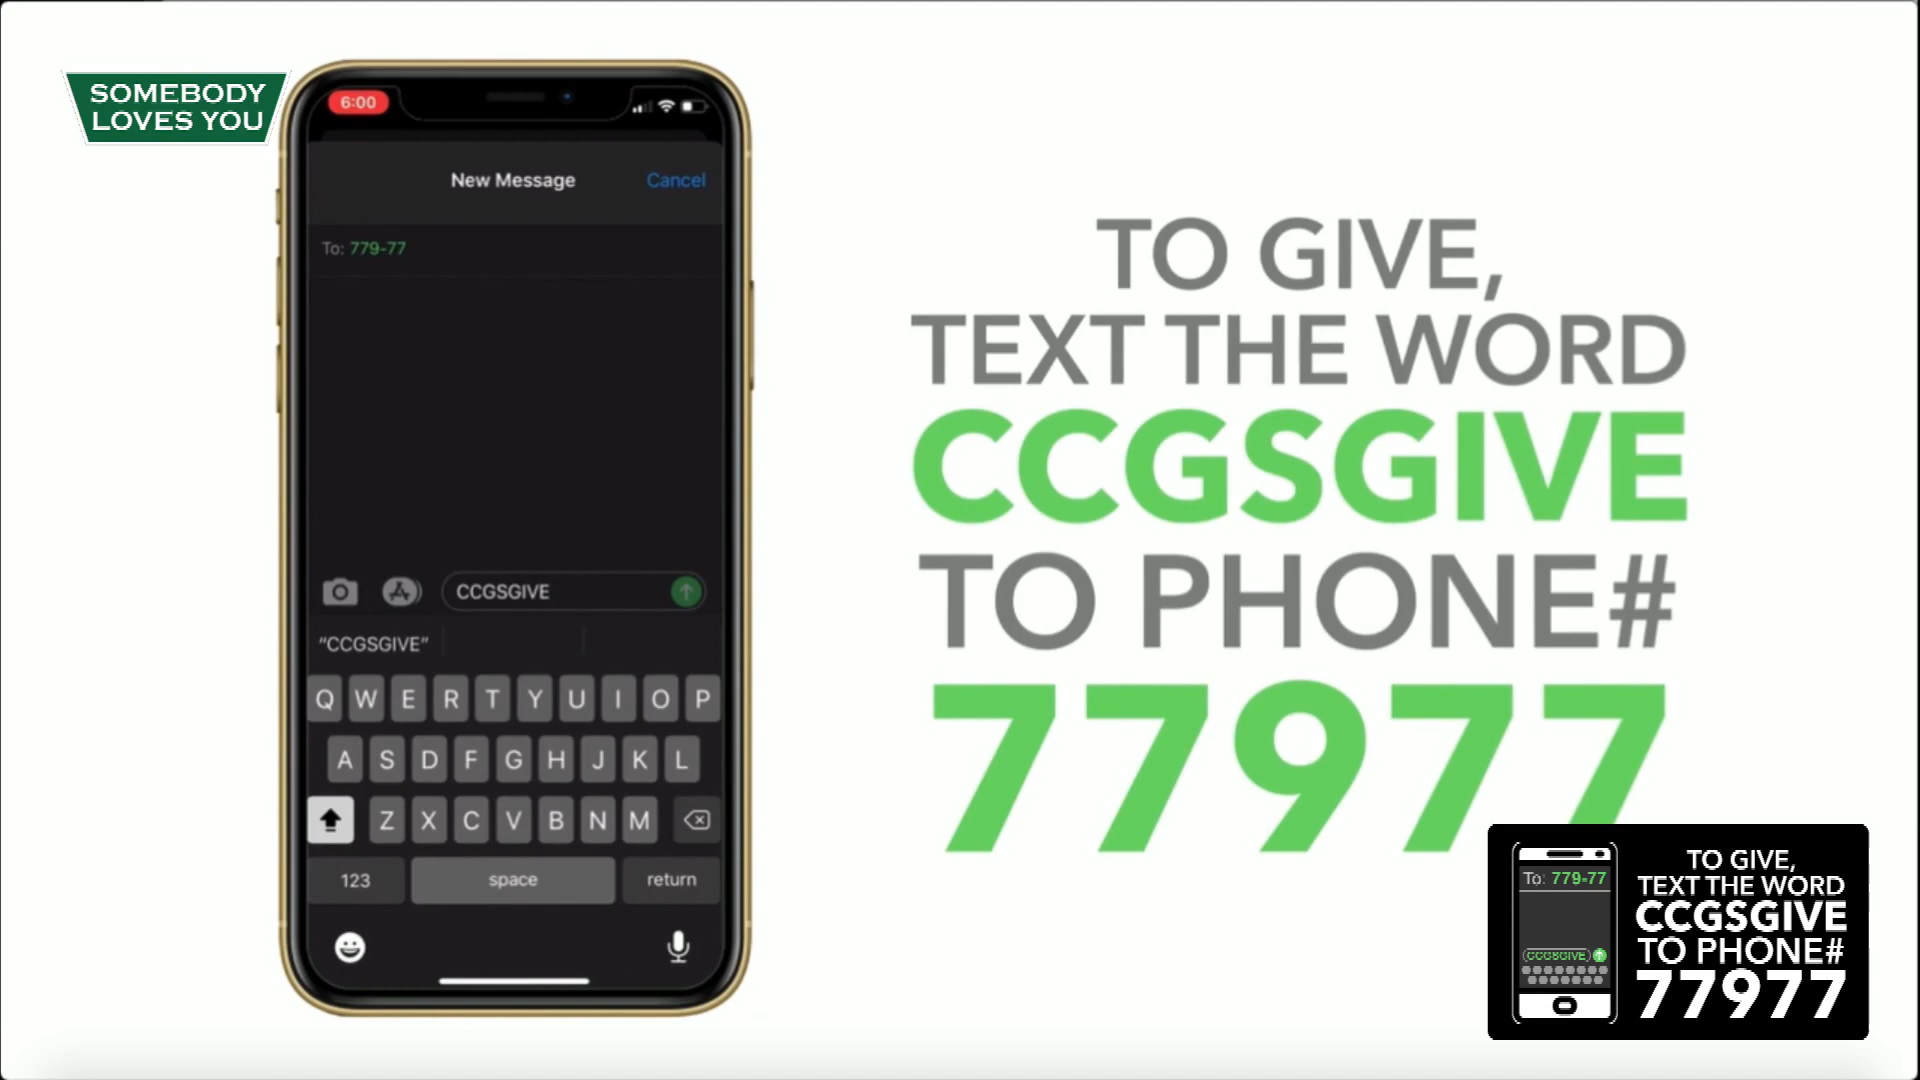 SOMEBODY
LOVES YOU
6:00
New Message
Cancel
To: 779-77
CCGSGIVE
“CCGSGIVE”
Q W E R T Y U I O P
A S D F G H J K L
Z X C V B N M
123
space
return
TO GIVE,
TEXT THE WORD
CCGSGIVE
TO PHONE#
77977
To: 779-77
CCGSGIVE
TO GIVE,
TEXT THE WORD
CCGSGIVE
TO PHONE#
77977